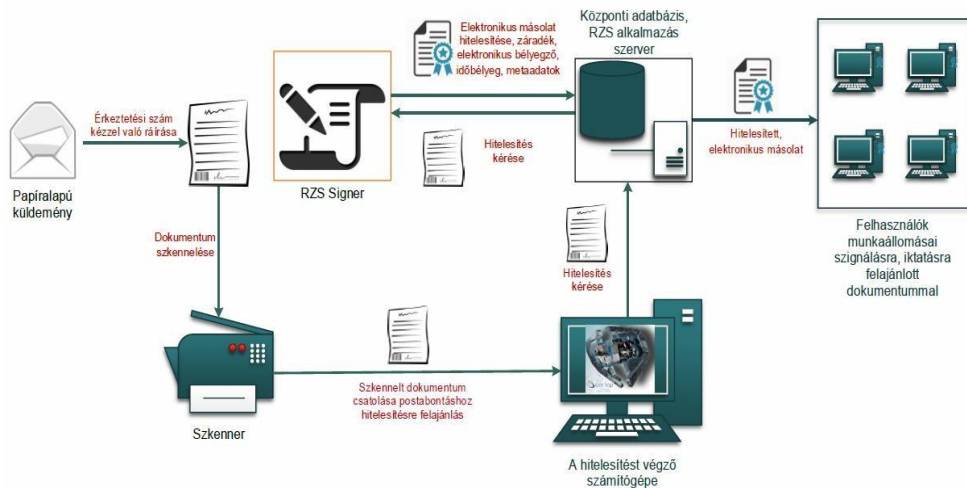 Központi adatbázis,
RZS alkalmazás
szerver
Elektronikus másolat
hitelesítése, záradék,
elektronikus bélyegző,
időbélyeg, metaadatok
Érkeztetési szám
kézzel való ráírása
Hitelesítés
kérése
Hitelesített,
elektronikus másolat
Papíralapú
küldemény
RZS Signer
Felhasználók
munkaállomásai
szignálásra, iktatásra
felajánlott
dokumentummal
Dokumentum
szkennelése
Hitelesítés
kérése
Szkennelt dokumentum
csatolása postabontáshoz
hitelesítésre felajánlás
Szkenner
A hitelesítést végző
számítógépe